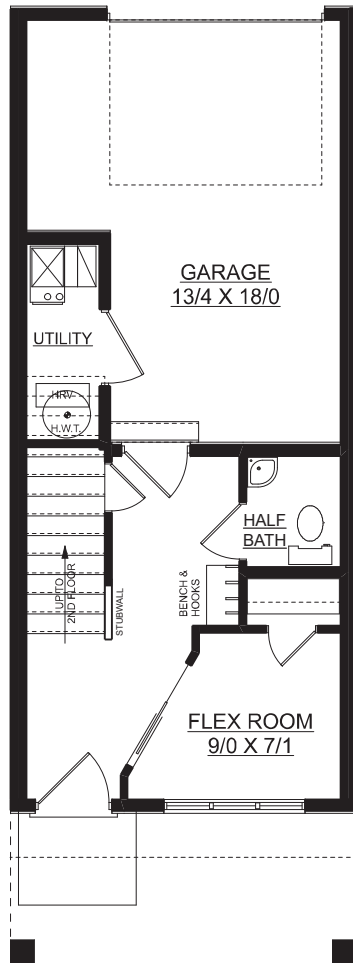 GARAGE
13/4 X 18/0
UTILITY
HRV
H.W.T.
HALF
BATH
UP TO
2ND FLOOR
STUBWALL
BENCH &
HOOKS
FLEX ROOM
9/0 X 7/1